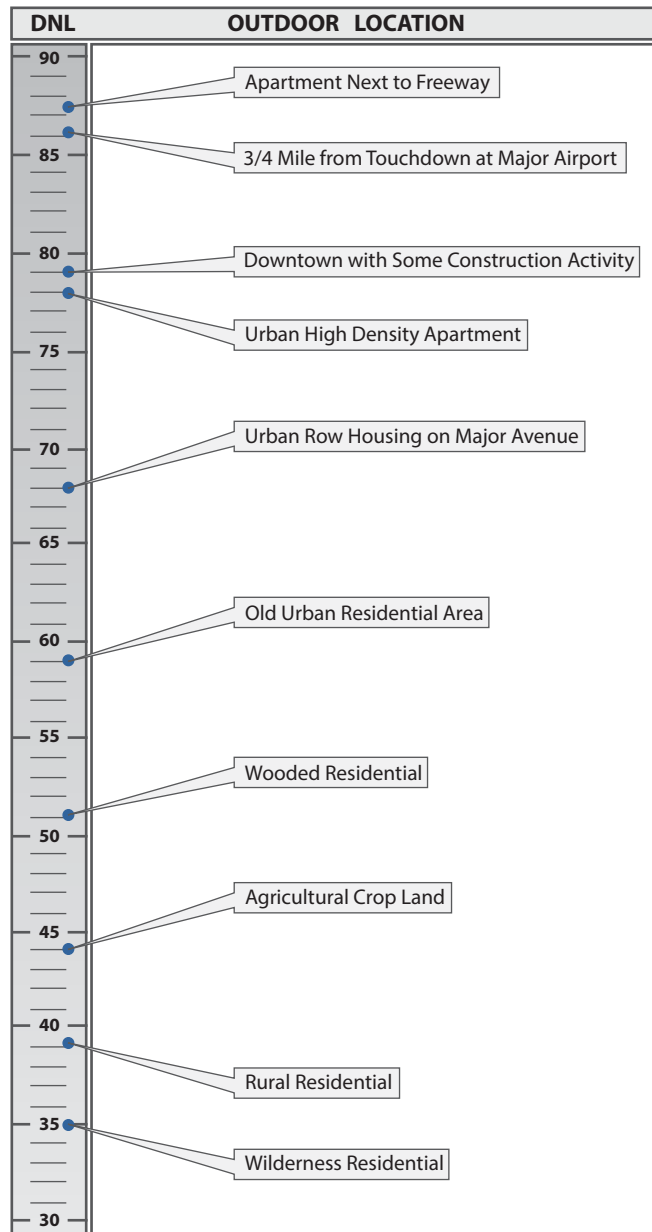 DNL OUTDOOR LOCATION
90
Apartment Next to Freeway
85
3/4 Mile from Touchdown at Major Airport
80
Downtown with Some Construction Activity
Urban High Density Apartment
75
70
Urban Row Housing on Major Avenue
65
Old Urban Residential Area
60
55
Wooded Residential
50
Agricultural Crop Land
45
40
Rural Residential
35
Wilderness Residential
30